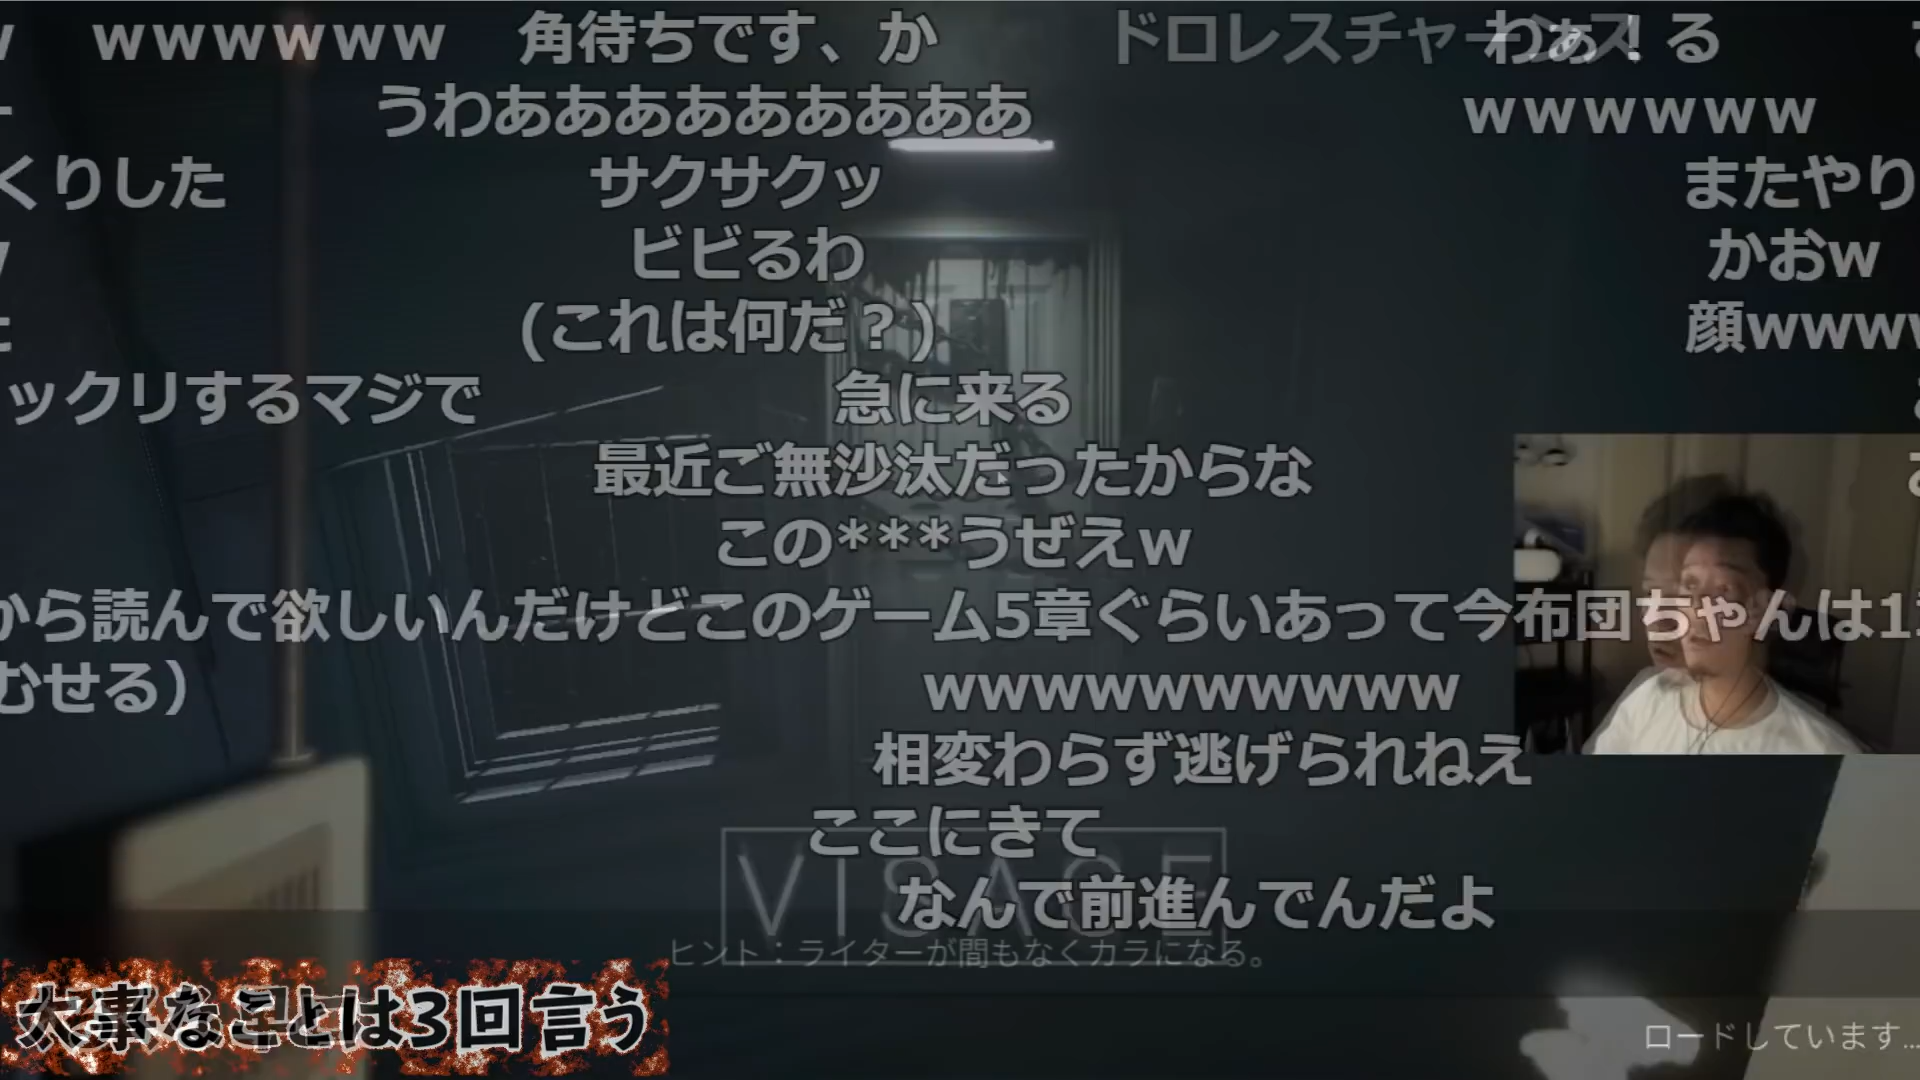 wwwwww
角待ちです、か
ドロレスチャー
わぁ！る
うわあああああああああ
wwwwww
くりした
サクサクッ
またやり
ビビるわ
かおw
(これは何だ？)
顔wwww
ックリするマジで
急に来る
最近ご無沙汰だったからな
この***うぜえw
から読んで欲しいんだけどこのゲーム5章ぐらいあって今布団ちゃんは1
むせる）
wwwwwwwwwww
相変わらず逃げられねえ
ここにきて
VISAGE
なんで前進んでんだよ
ヒント：ライターが間もなくカラになる。
大事なことは3回言う
ロードしています...